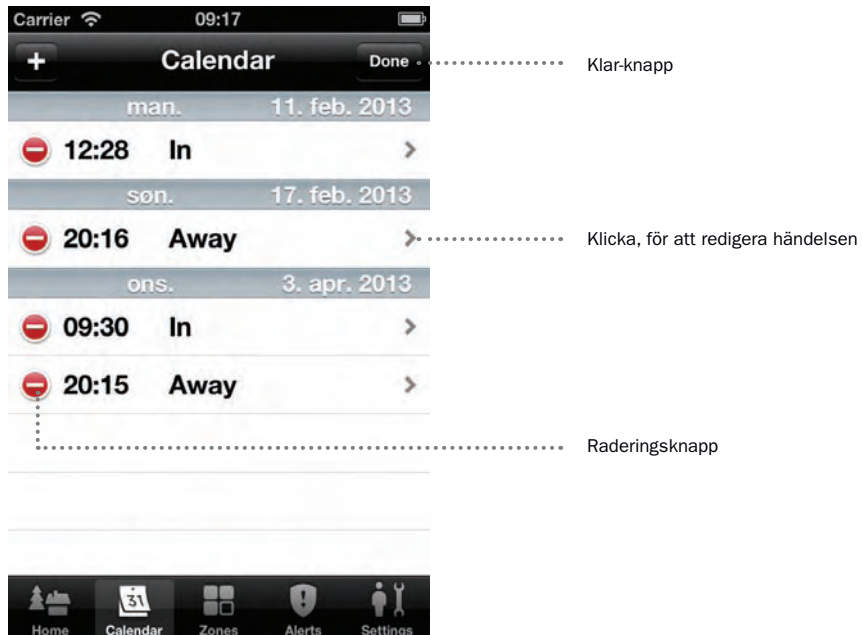 Carrier 09:17
Calendar Done
Klar-knapp
man. 11. feb. 2013
12:28 In
søn. 17. feb. 2013
20:16 Away
Klicka, för att redigera händelsen
ons. 3. apr. 2013
09:30 In
20:15 Away
Raderingsknapp
31
Home Calendar Zones Alerts Settings